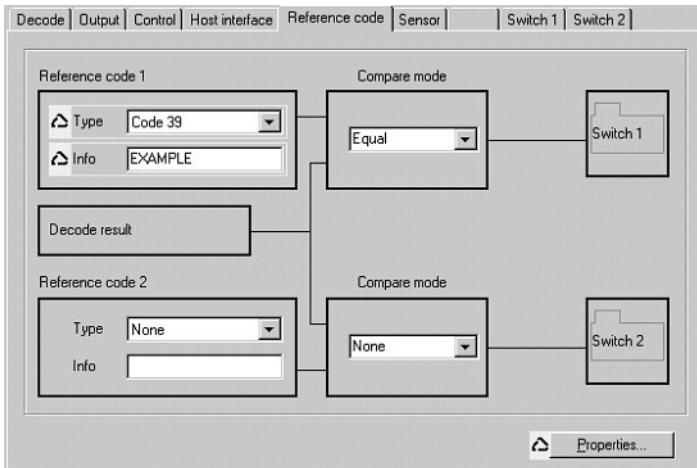 Decode Output Control Host interface Reference code Sensor Switch 1 Switch 2
Reference code 1 Compare mode
Type Code 39
Equal Switch 1
Info EXAMPLE
Decode result
Reference code 2 Compare mode
Type None
None Switch 2
Info
Properties...